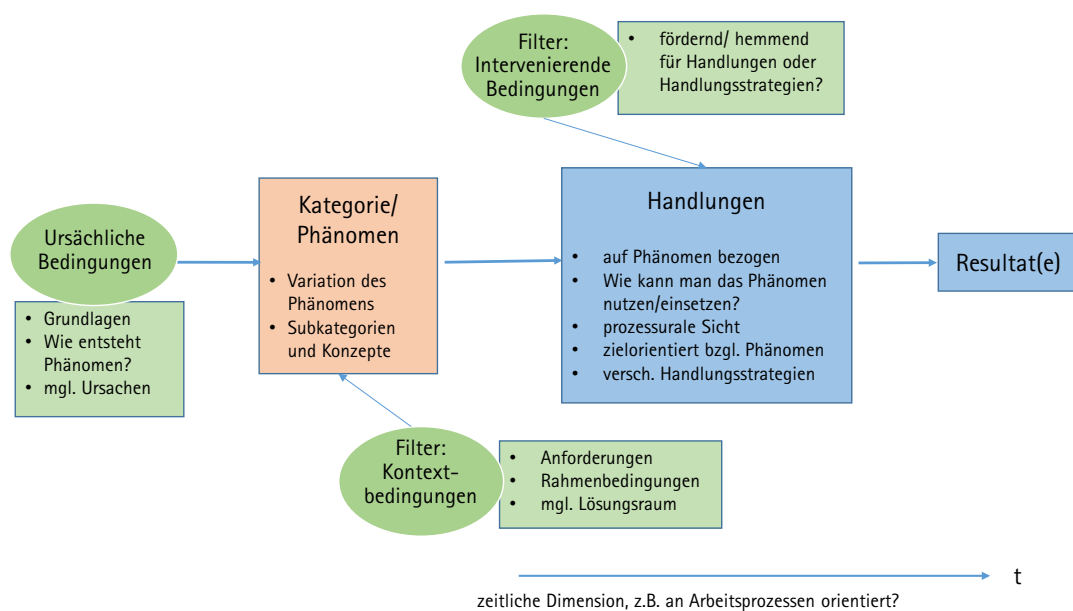 Filter:
Intervenierende
Bedingungen
• fördernd/ hemmend
für Handlungen oder
Handlungsstrategien?
Ursächliche
Bedingungen
• Grundlagen
• Wie entsteht
Phänomen?
• mgl. Ursachen
Kategorie/
Phänomen
• Variation des
Phänomens
• Subkategorien
und Konzepte
Handlungen
• auf Phänomen bezogen
• Wie kann man das Phänomen
nutzen/einsetzen?
• prozessurale Sicht
• zielorientiert bzgl. Phänomen
• versch. Handlungsstrategien
Resultat(e)
Filter:
Kontext-
bedingungen
• Anforderungen
• Rahmenbedingungen
• mgl. Lösungsraum
t
zeitliche Dimension, z.B. an Arbeitsprozessen orientiert?